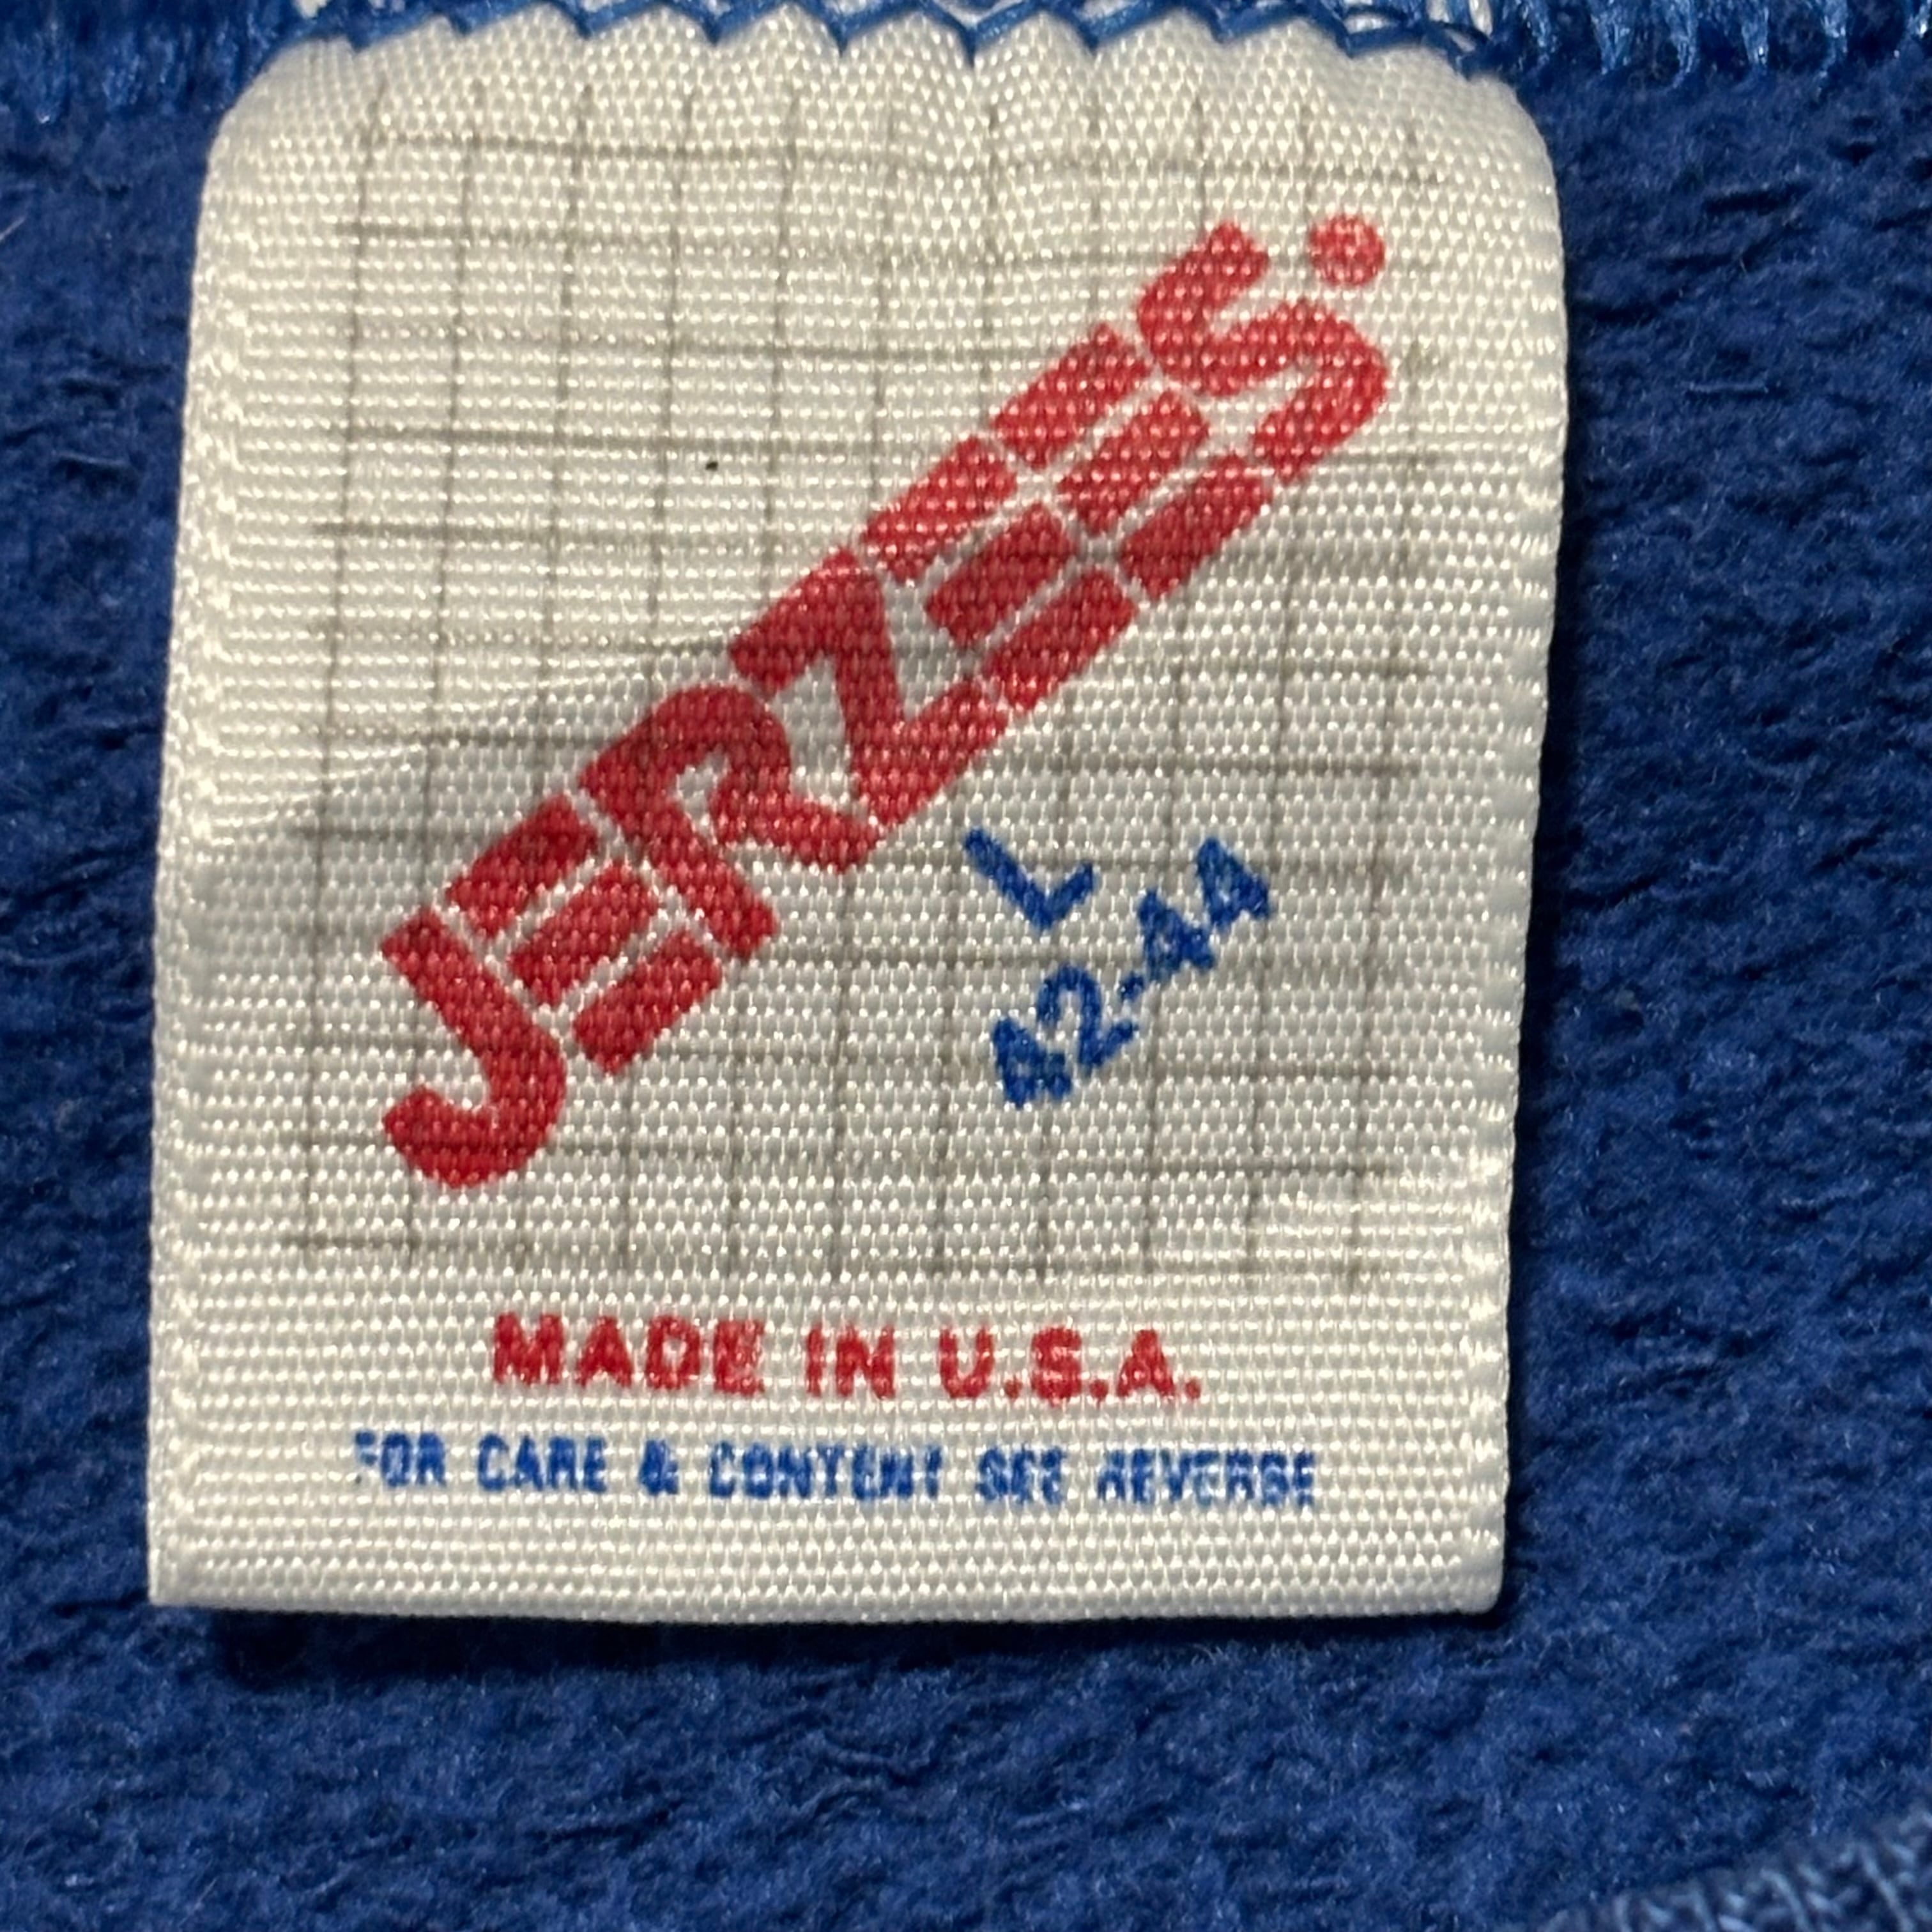 JERZEES®
L
42-44
MADE IN U.S.A.
FOR CARE & CONTENT SEE REVERSE